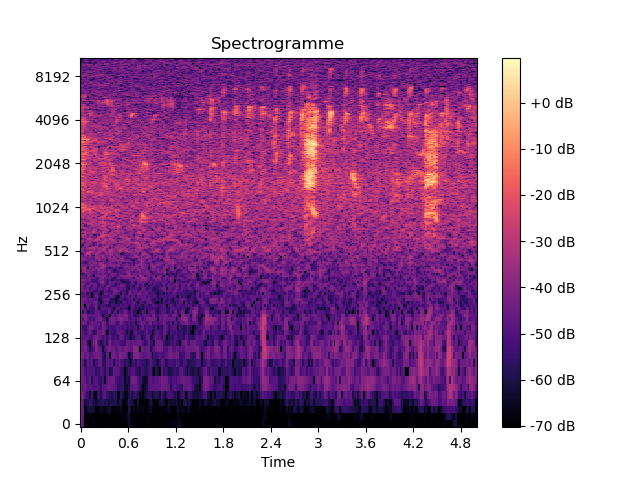 Spectrogramme
Hz
8192
4096
2048
1024
512
256
128
64
0
0 0.6 1.2 1.8 2.4 3 3.6 4.2 4.8
Time
+0 dB
-10 dB
-20 dB
-30 dB
-40 dB
-50 dB
-60 dB
-70 dB